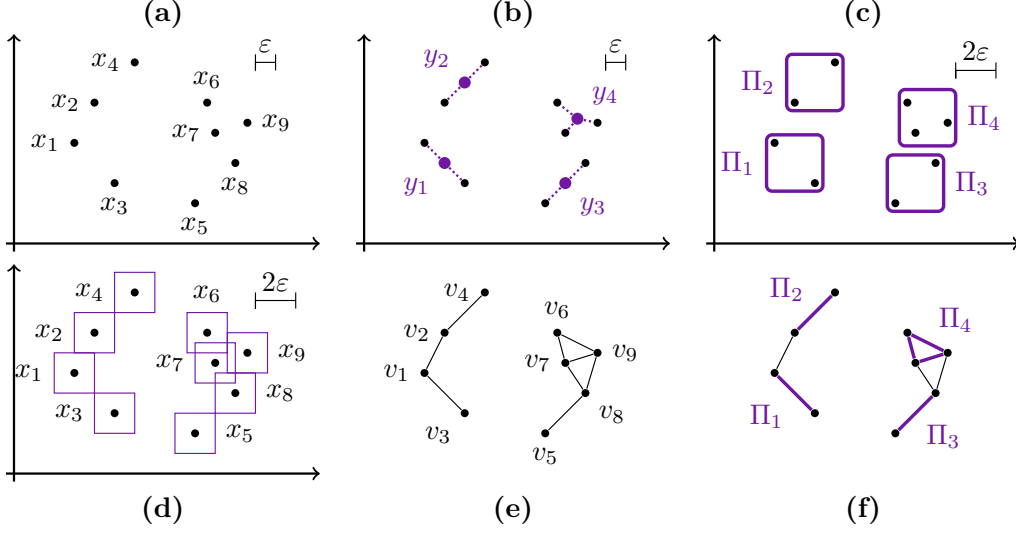 (a) (b) (c)
x₄ ε y₂ ε 2ε
x₆ Π₂
x₂ y₄
x₇ x₉ Π₄
x₁
x₈ y₁ Π₁
x₃ y₃ Π₃
x₅
x₄ x₆ 2ε v₄ v₆ Π₂
x₂ v₂ Π₄
x₇ x₉ v₇ v₉
x₁ v₁
x₃ x₈ v₈ Π₁
x₅ v₃ Π₃
v₅
(d) (e) (f)